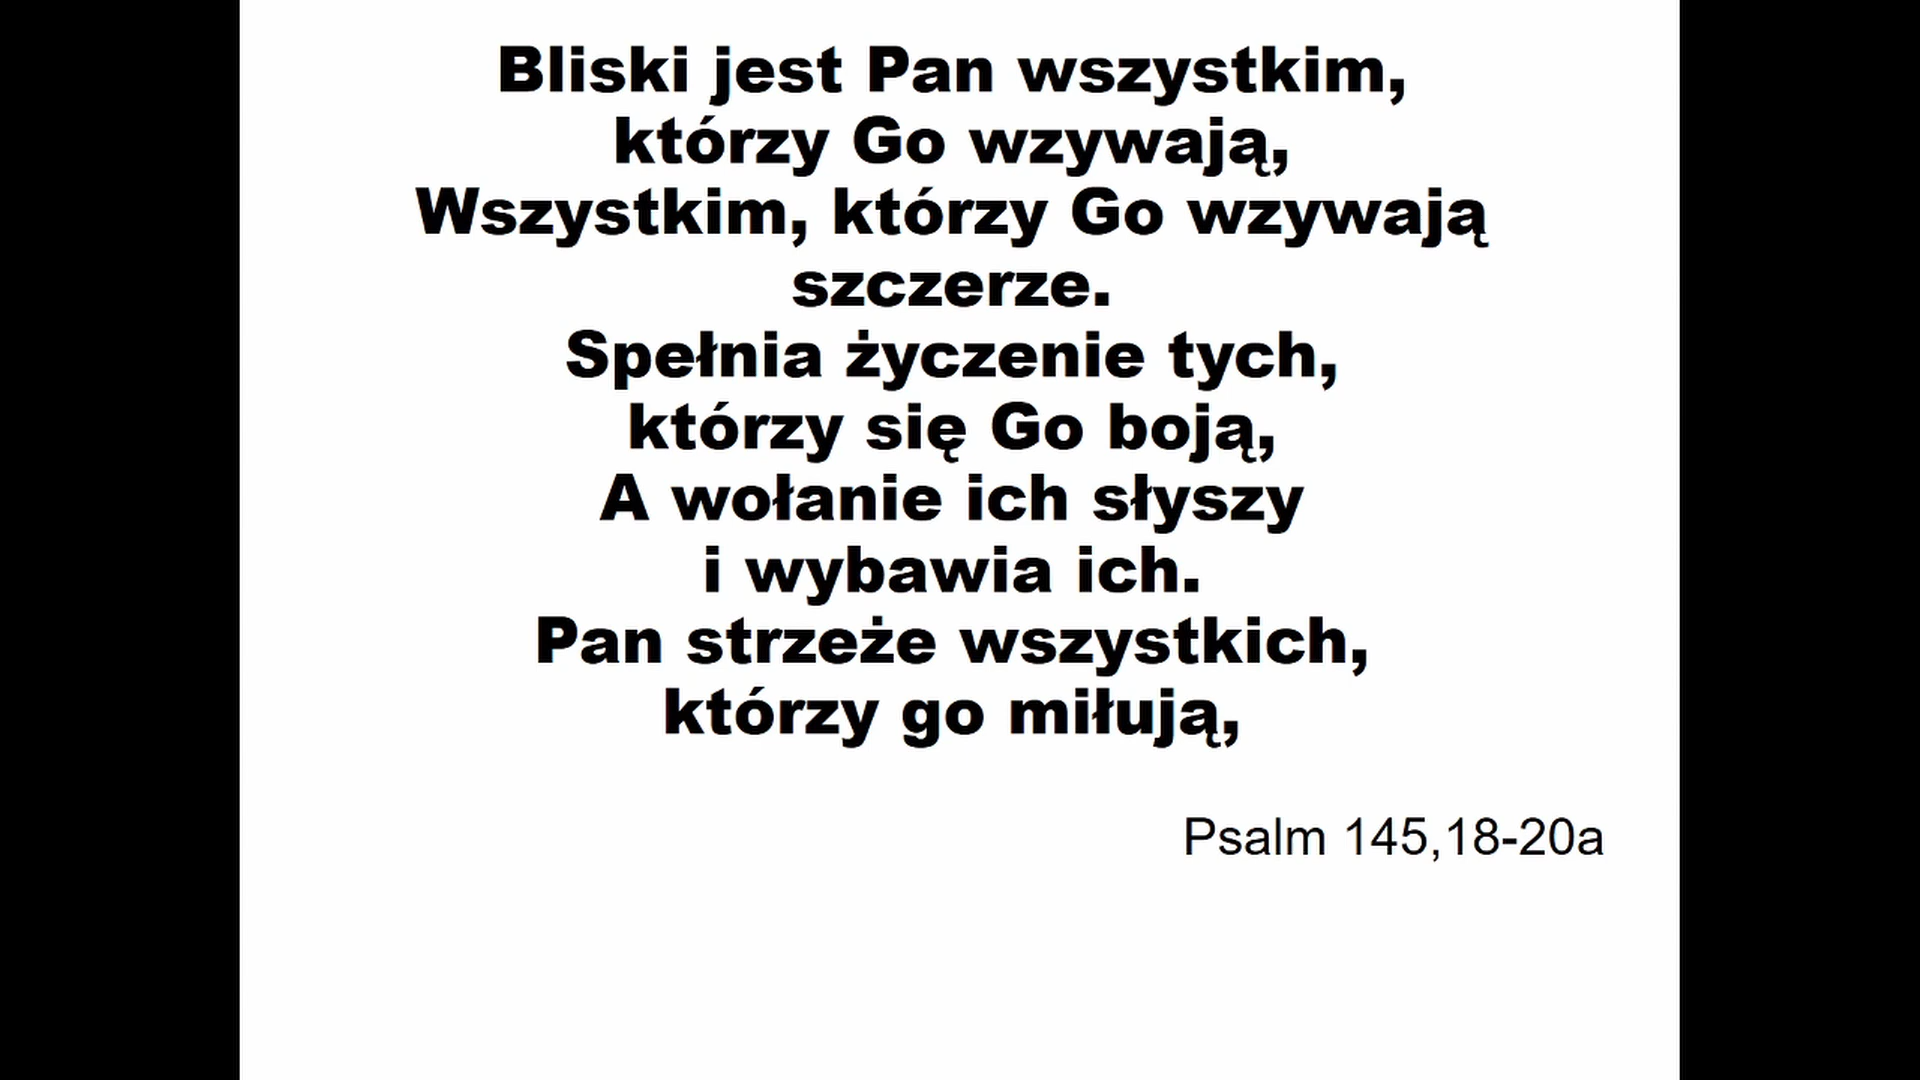 Bliski jest Pan wszystkim,
którzy Go wzywają,
Wszystkim, którzy Go wzywają
szczerze.
Spełnia życzenie tych,
którzy się Go boją,
A wołanie ich słyszy
i wybawia ich.
Pan strzeże wszystkich,
którzy go miłują,
Psalm 145,18-20a